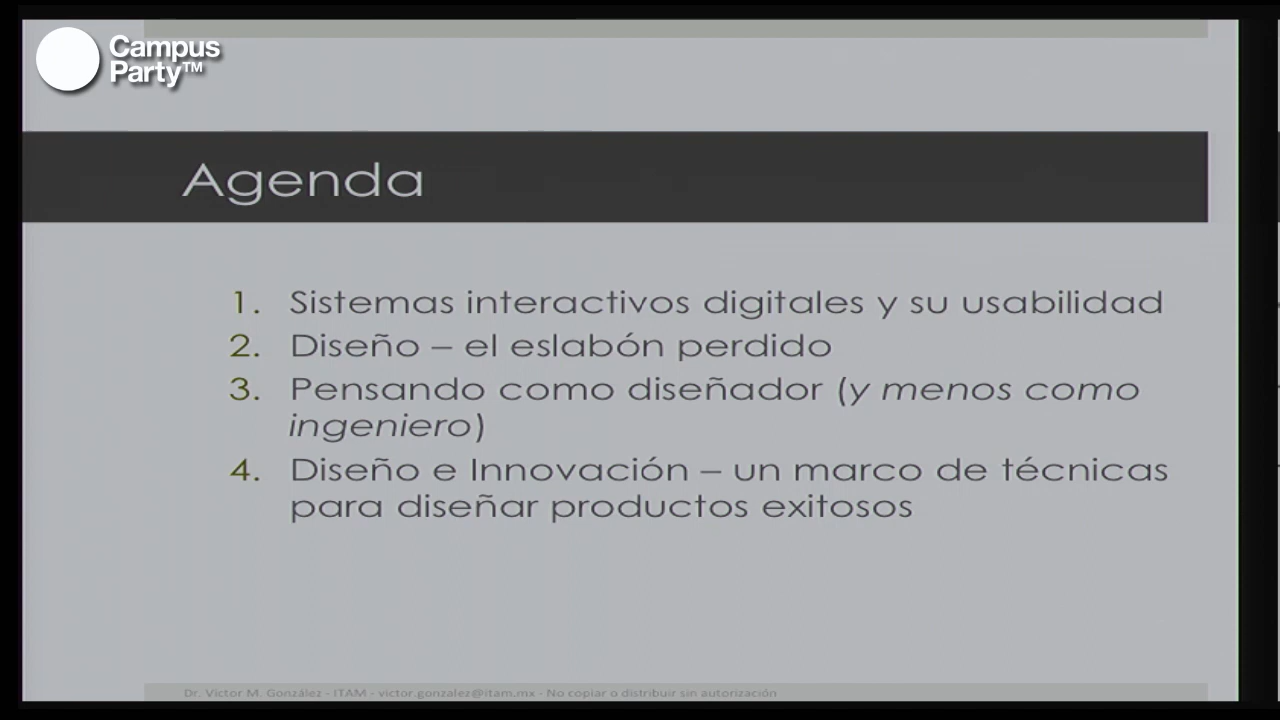 Campus
Party™
Agenda
1. Sistemas interactivos digitales y su usabilidad
2. Diseño – el eslabón perdido
3. Pensando como diseñador (y menos como
ingeniero)
4. Diseño e Innovación – un marco de técnicas
para diseñar productos exitosos
Dr. Victor M. González - ITAM - victor.gonzalez@itam.mx - No copiar o distribuir sin autorización